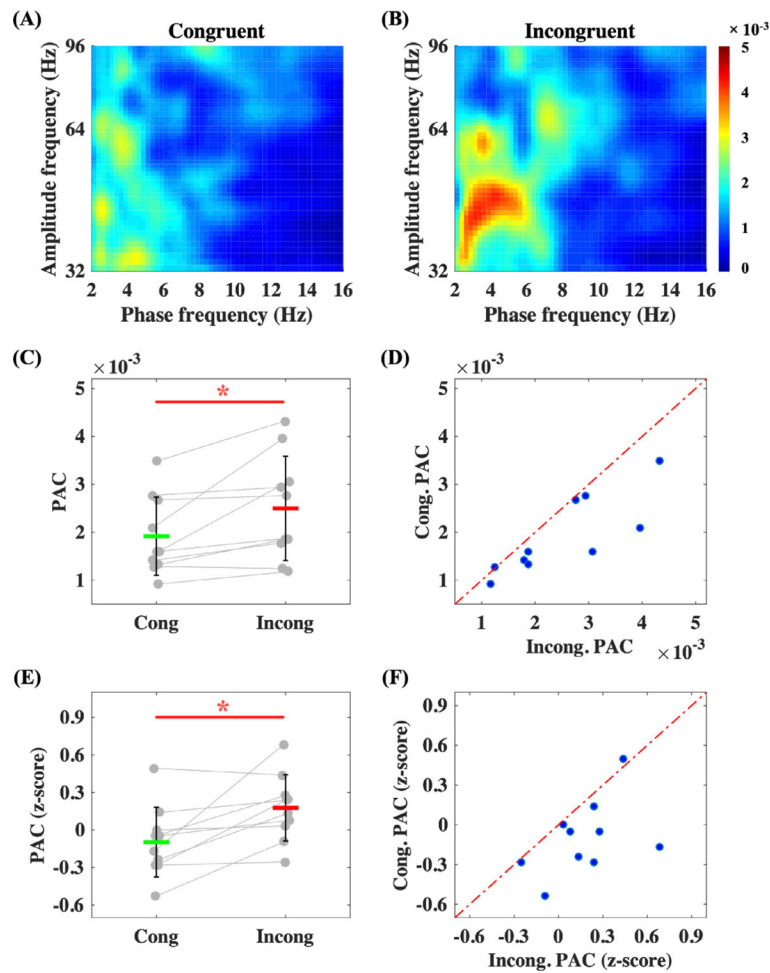 (A) Congruent
(B) Incongruent
× 10⁻³
Amplitude frequency (Hz)
96
64
32
2 4 6 8 10 12 14 16
Phase frequency (Hz)
Amplitude frequency (Hz)
96
64
32
2 4 6 8 10 12 14 16
Phase frequency (Hz)
5
4
3
2
1
0
(C)
× 10⁻³
PAC
5
4
3
2
1
*
Cong Incong
(D)
Cong. PAC
5
4
3
2
1
1 2 3 4 5
Incong. PAC × 10⁻³
(E)
PAC (z-score)
0.9
0.6
0.3
0
-0.3
-0.6
*
Cong Incong
(F)
Cong. PAC (z-score)
0.9
0.6
0.3
0
-0.3
-0.6
-0.6 -0.3 0 0.3 0.6 0.9
Incong. PAC (z-score)